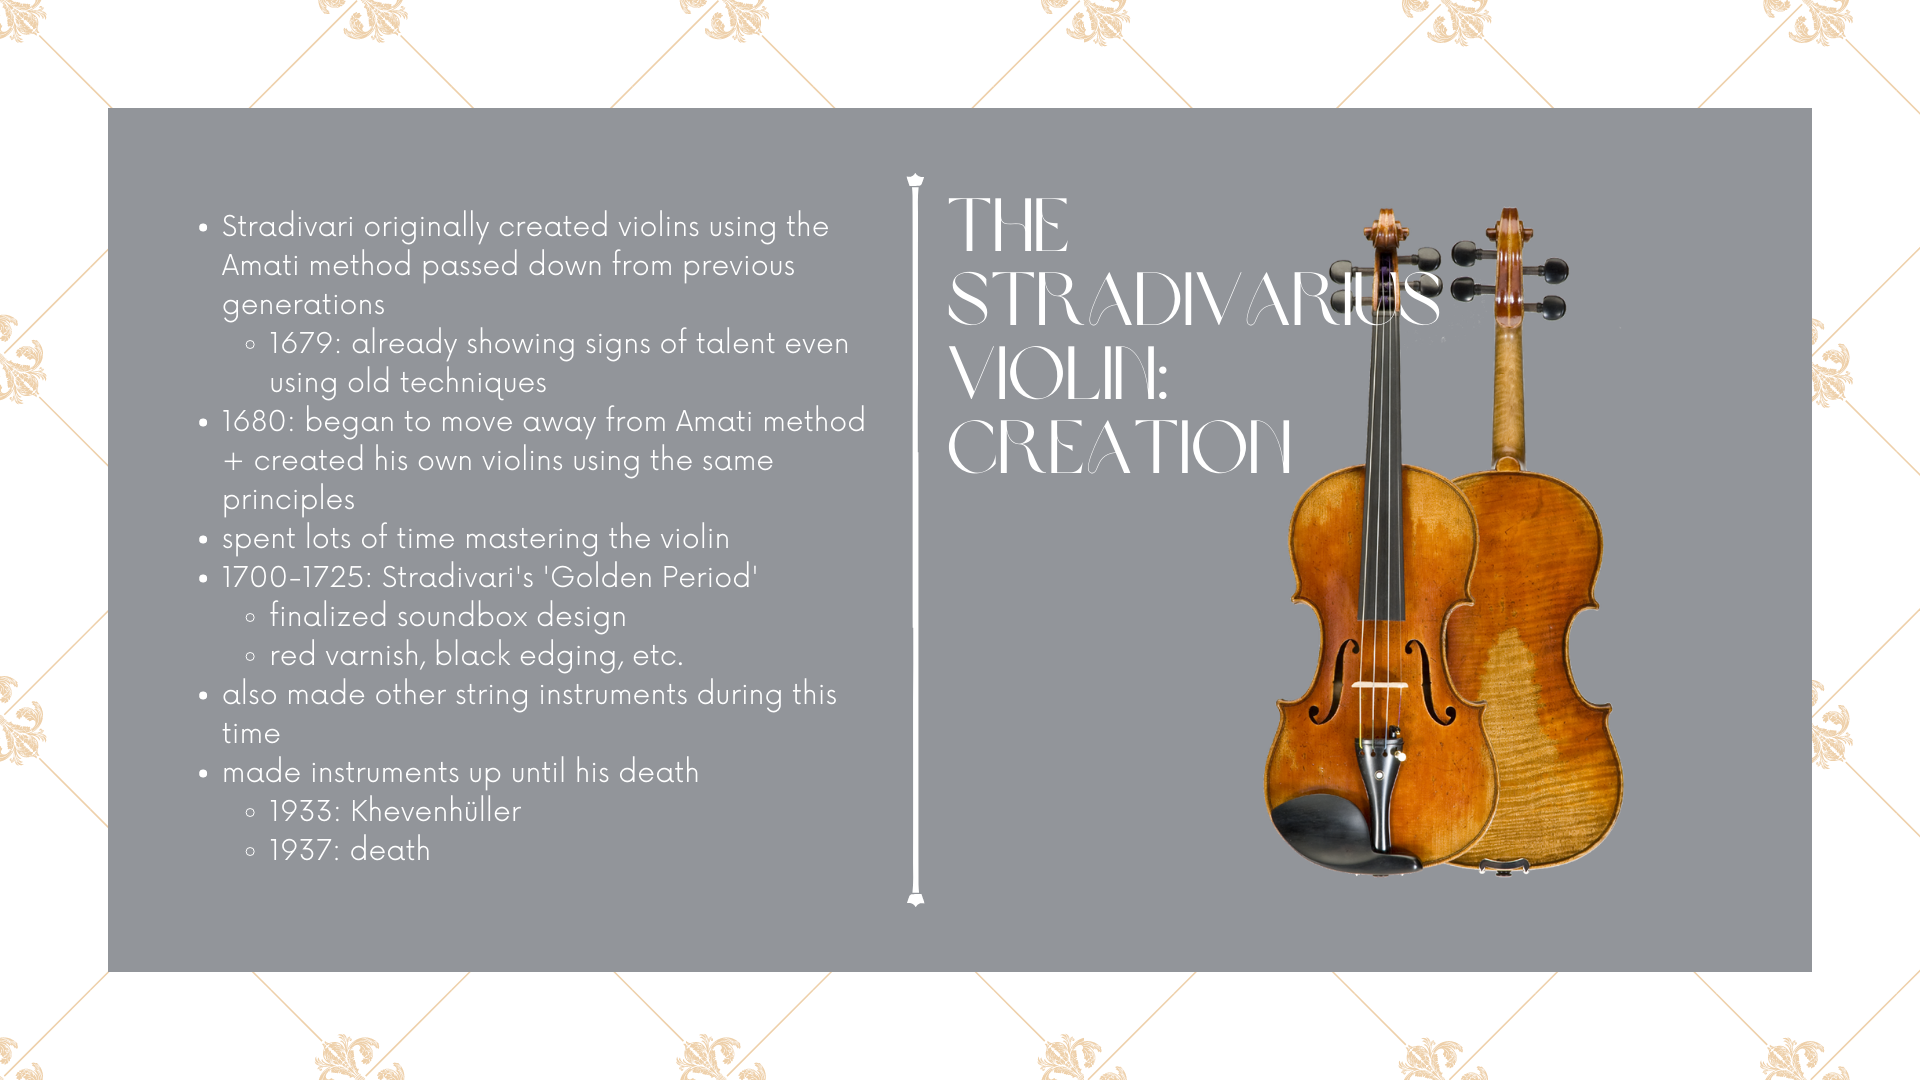 • Stradivari originally created violins using the
Amati method passed down from previous
generations
◦ 1679: already showing signs of talent even
using old techniques
• 1680: began to move away from Amati method
+ created his own violins using the same
principles
• spent lots of time mastering the violin
• 1700-1725: Stradivari's 'Golden Period'
◦ finalized soundbox design
◦ red varnish, black edging, etc.
• also made other string instruments during this
time
• made instruments up until his death
◦ 1933: Khevenhüller
◦ 1937: death
THE
STRADIVARIUS
VIOLIN:
CREATION